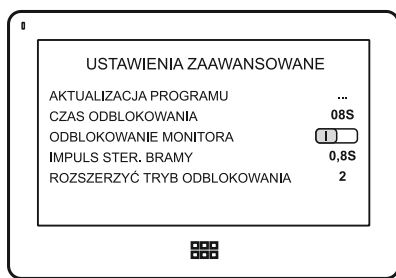 USTAWIENIA ZAAWANSOWANE
AKTUALIZACJA PROGRAMU ...
CZAS ODBLOKOWANIA 08S
ODBLOKOWANIE MONITORA I
IMPULS STER. BRAMY 0,8S
ROZSZERZYĆ TRYB ODBLOKOWANIA 2